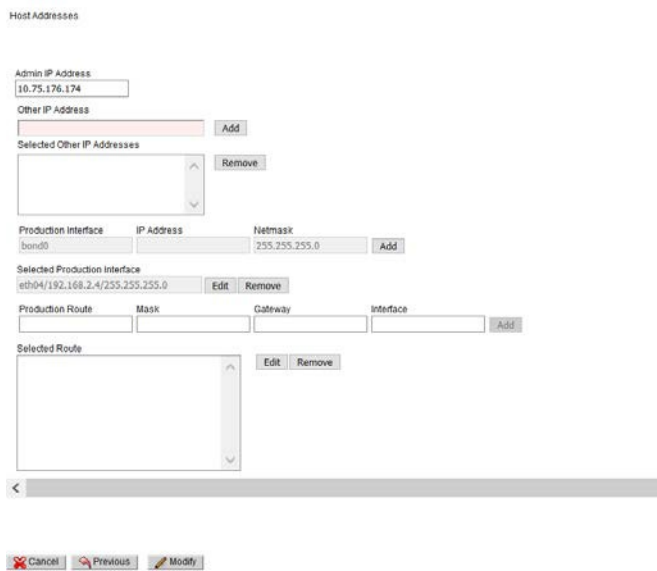 Host Addresses
Admin IP Address
10.75.176.174
Other IP Address
Add
Selected Other IP Addresses
Remove
Production Interface IP Address Netmask
bond0 255.255.255.0 Add
Selected Production Interface
eth04/192.168.2.4/255.255.255.0 Edit Remove
Production Route Mask Gateway Interface
Add
Selected Route
Edit Remove
Cancel Previous Modify